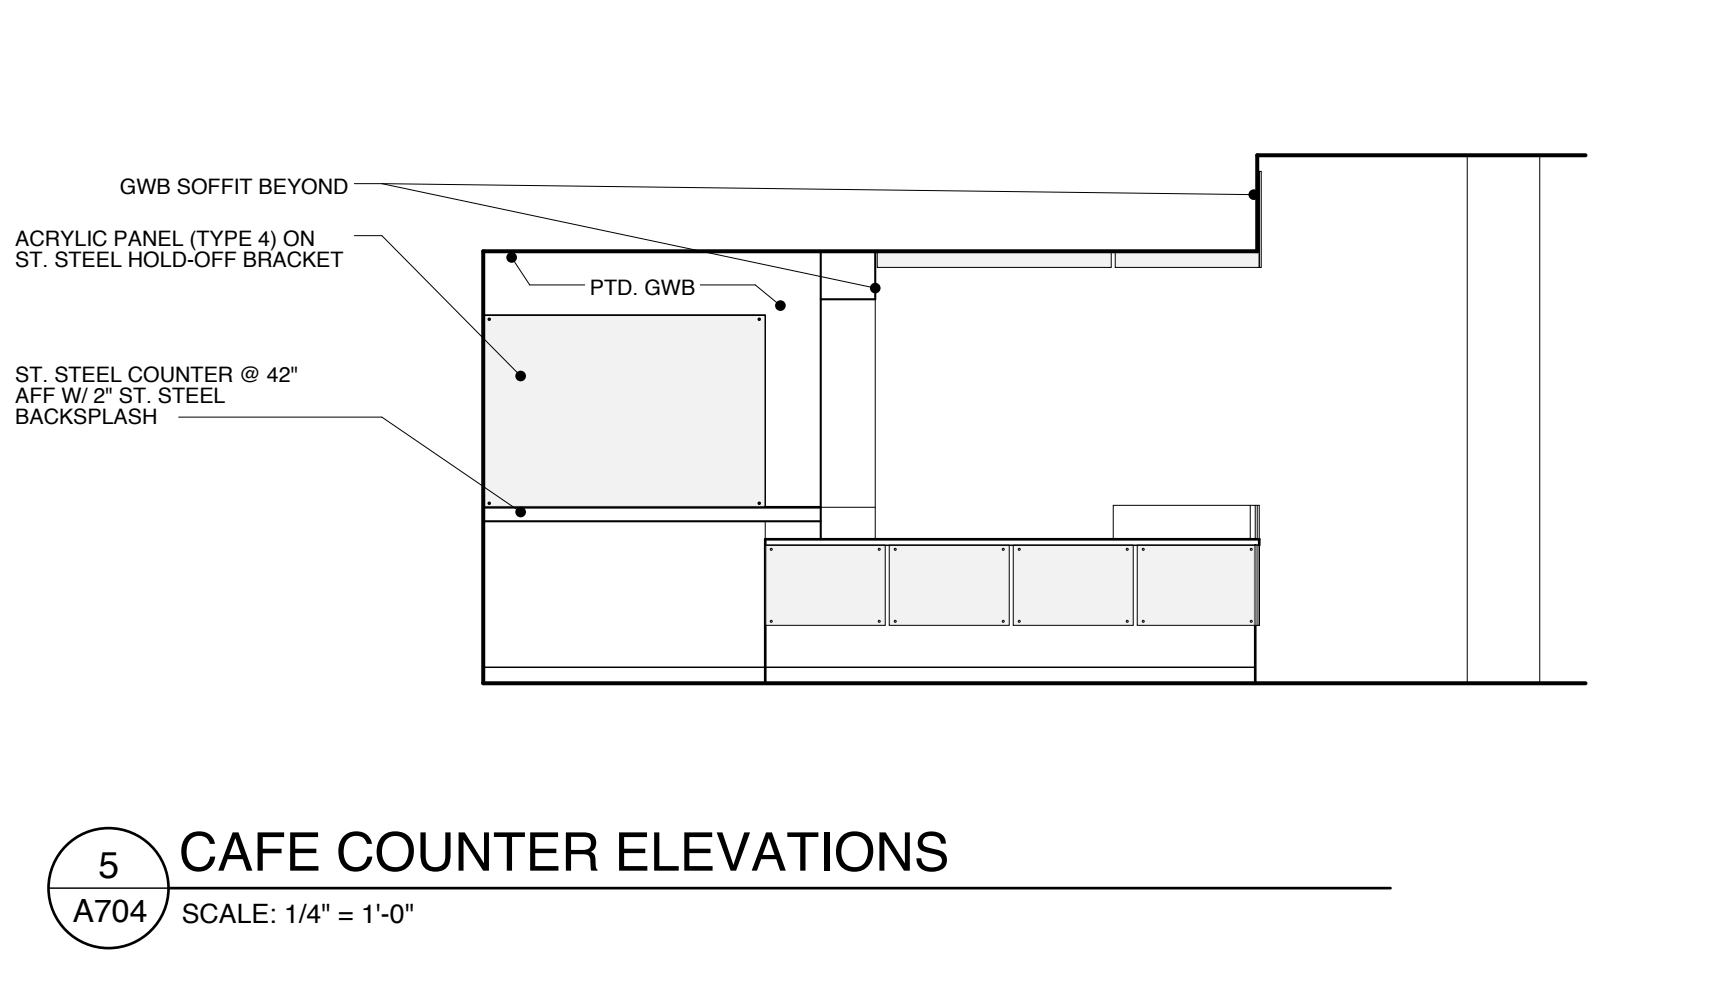 GWB SOFFIT BEYOND
ACRYLIC PANEL (TYPE 4) ON
ST. STEEL HOLD-OFF BRACKET
PTD. GWB
ST. STEEL COUNTER @ 42"
AFF W/ 2" ST. STEEL
BACKSPLASH
5
CAFE COUNTER ELEVATIONS
A704
SCALE: 1/4" = 1'-0"